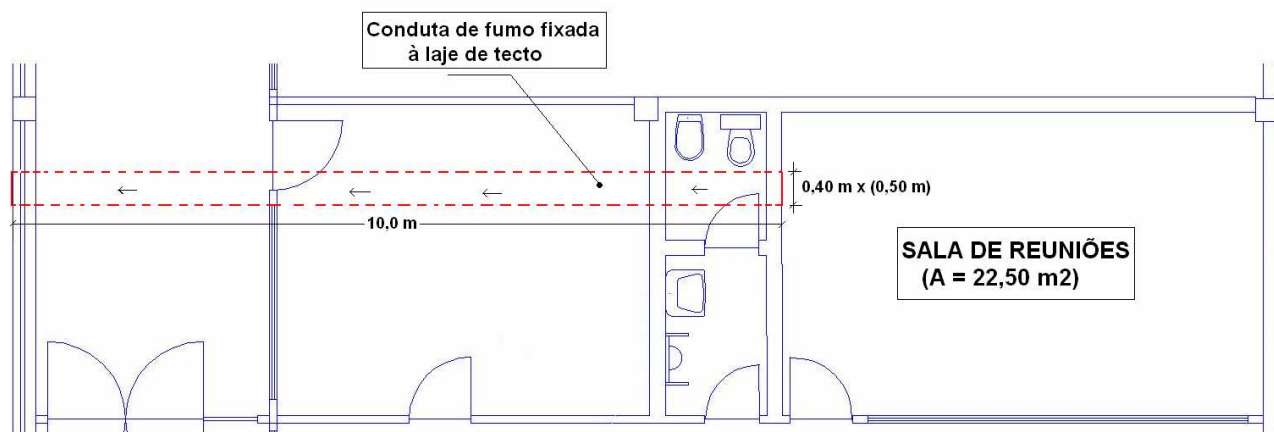 Conduta de fumo fixada
à laje de tecto
0,40 m x (0,50 m)
10,0 m
SALA DE REUNIÕES
(A = 22,50 m2)